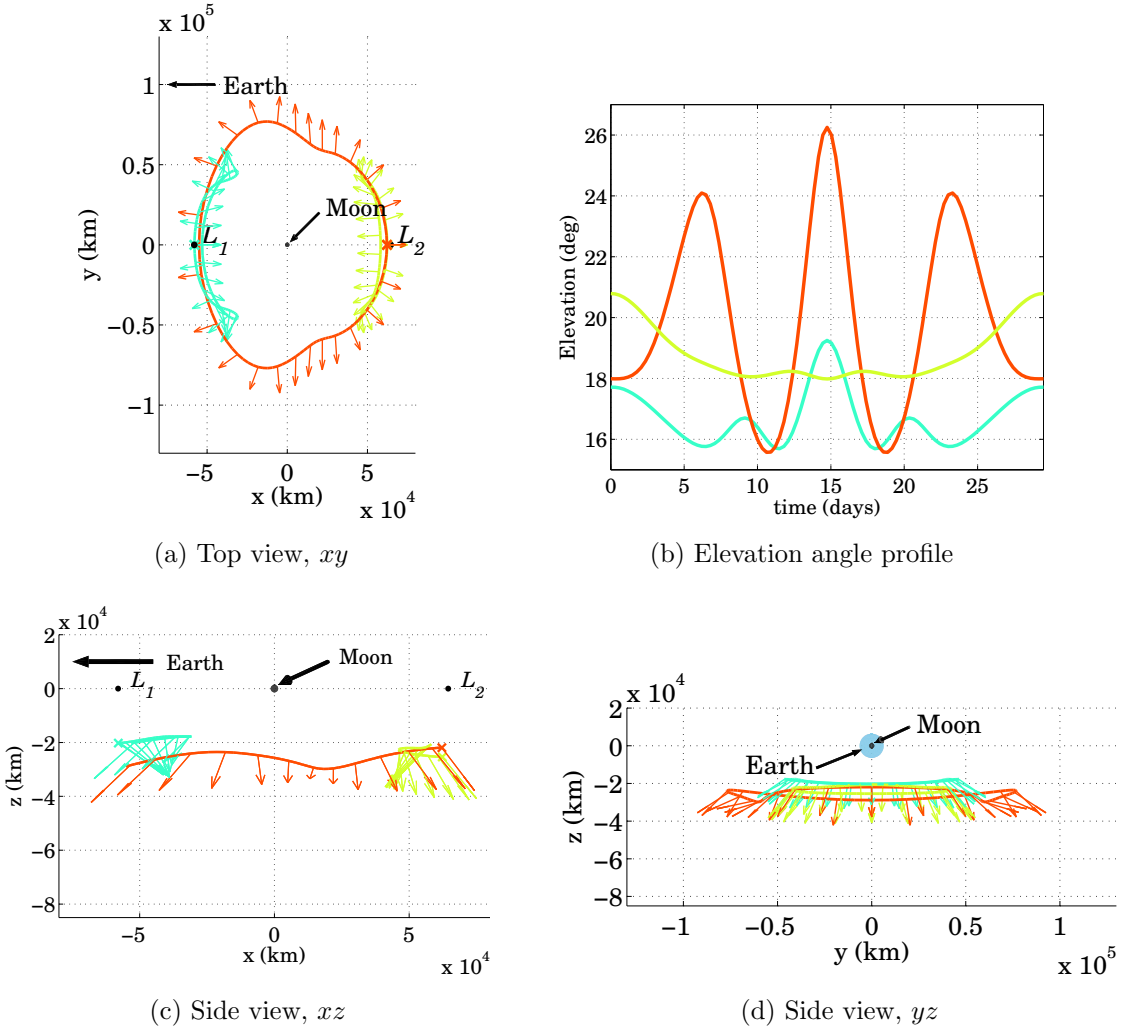 x 10^5
1
0.5
0
−0.5
−1
y (km)
Earth
Moon
L_1
L_2
−5
0
5
x (km)
x 10^4
(a) Top view, xy
26
24
22
20
18
16
Elevation (deg)
0
5
10
15
20
25
time (days)
(b) Elevation angle profile
x 10^4
2
0
−2
−4
−6
−8
z (km)
Earth
Moon
L_1
L_2
−5
0
5
x (km)
x 10^4
(c) Side view, xz
x 10^4
2
0
−2
−4
−6
−8
z (km)
Moon
Earth
−1
−0.5
0
0.5
1
y (km)
x 10^5
(d) Side view, yz